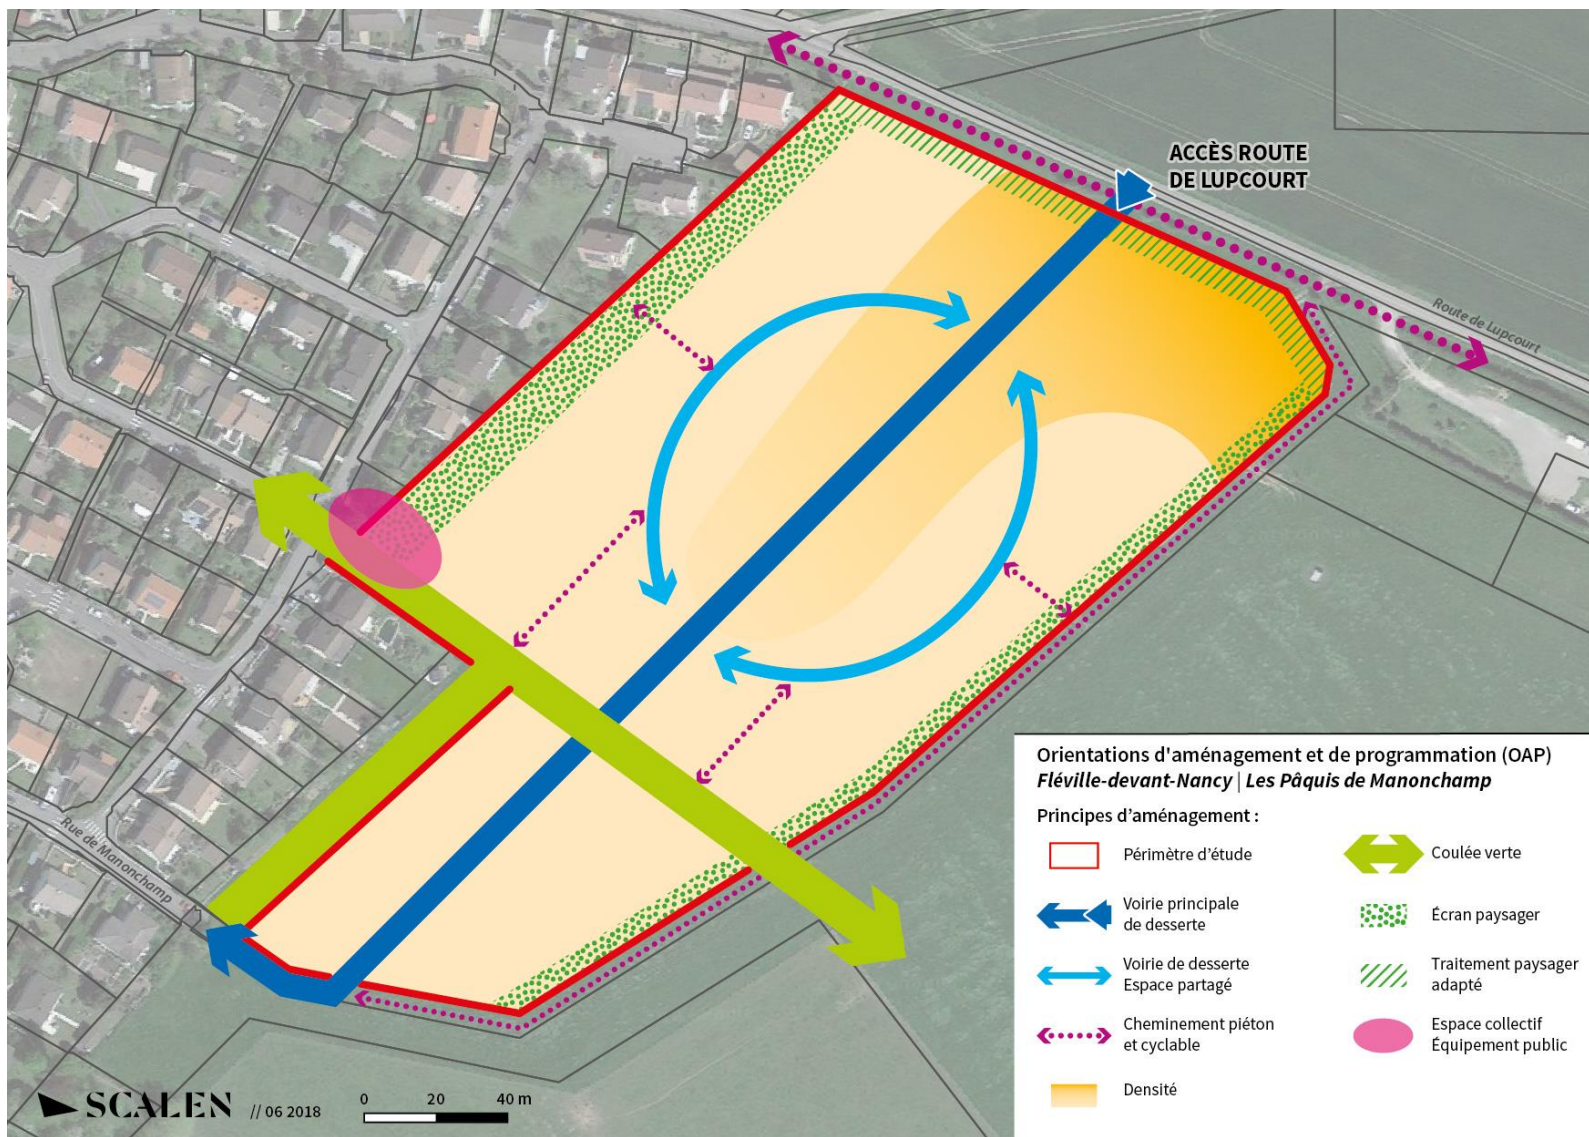 ACCÈS ROUTE
DE LUPCOURT
Route de Lupcourt
Rue de Manonchamp
Orientations d'aménagement et de programmation (OAP)
Fléville-devant-Nancy | Les Pâquis de Manonchamp
Principes d'aménagement :
Périmètre d'étude
Voirie principale
de desserte
Voirie de desserte
Espace partagé
Cheminement piéton
et cyclable
Densité
Coulée verte
Écran paysager
Traitement paysager
adapté
Espace collectif
Équipement public
SCALEN // 06 2018
0 20 40 m